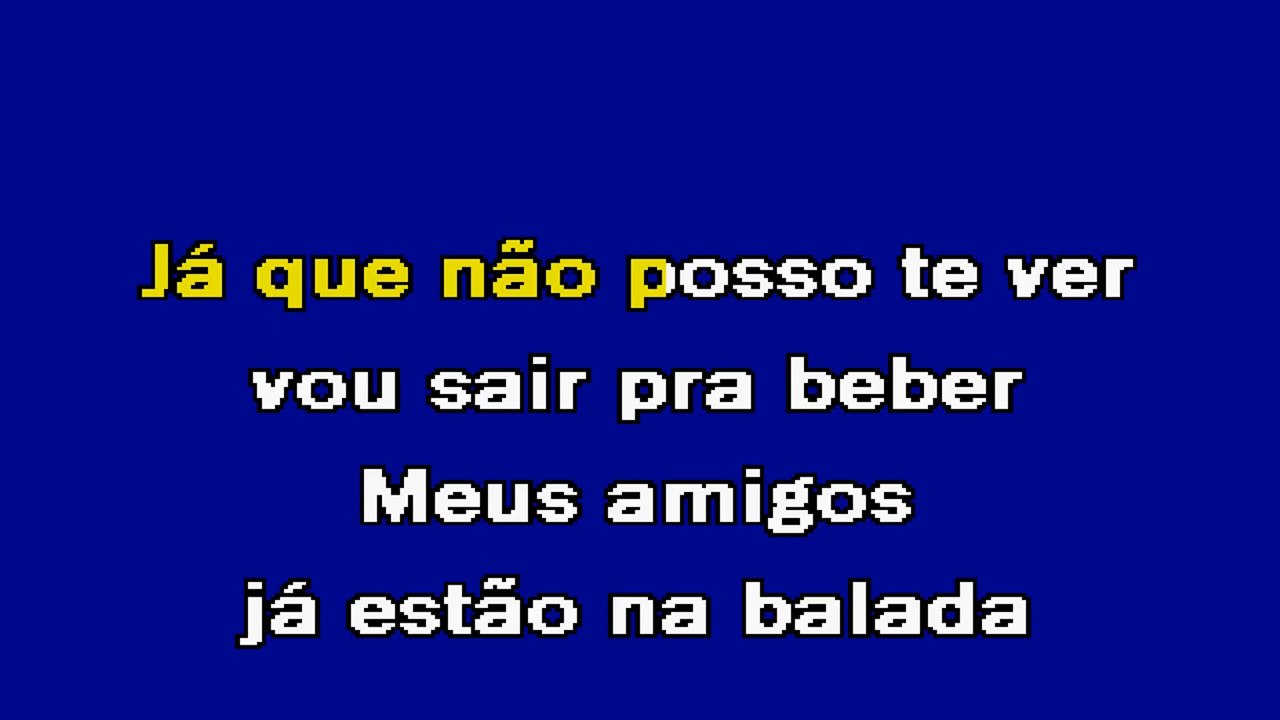 Já que não posso te ver
vou sair pra beber
Meus amigos
já estão na balada